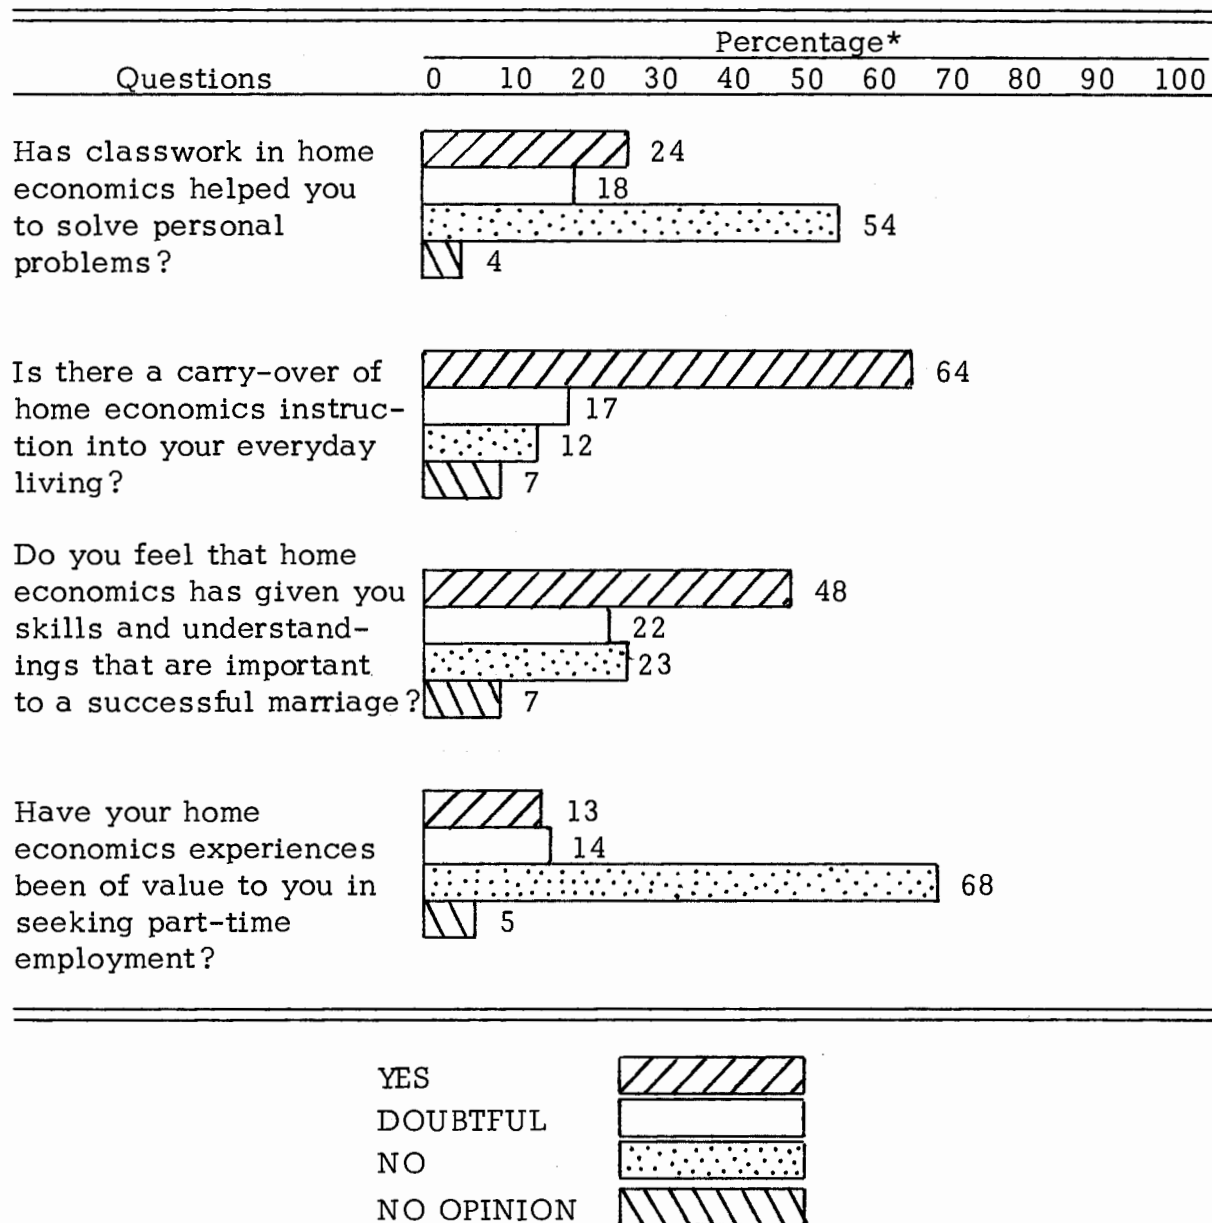 Percentage*
Questions 0 10 20 30 40 50 60 70 80 90 100
Has classwork in home
economics helped you
to solve personal
problems?
24
18
54
4
Is there a carry-over of
home economics instruc-
tion into your everyday
living?
64
17
12
7
Do you feel that home
economics has given you
skills and understand-
ings that are important
to a successful marriage?
48
22
23
7
Have your home
economics experiences
been of value to you in
seeking part-time
employment?
13
14
68
5
YES
DOUBTFUL
NO
NO OPINION